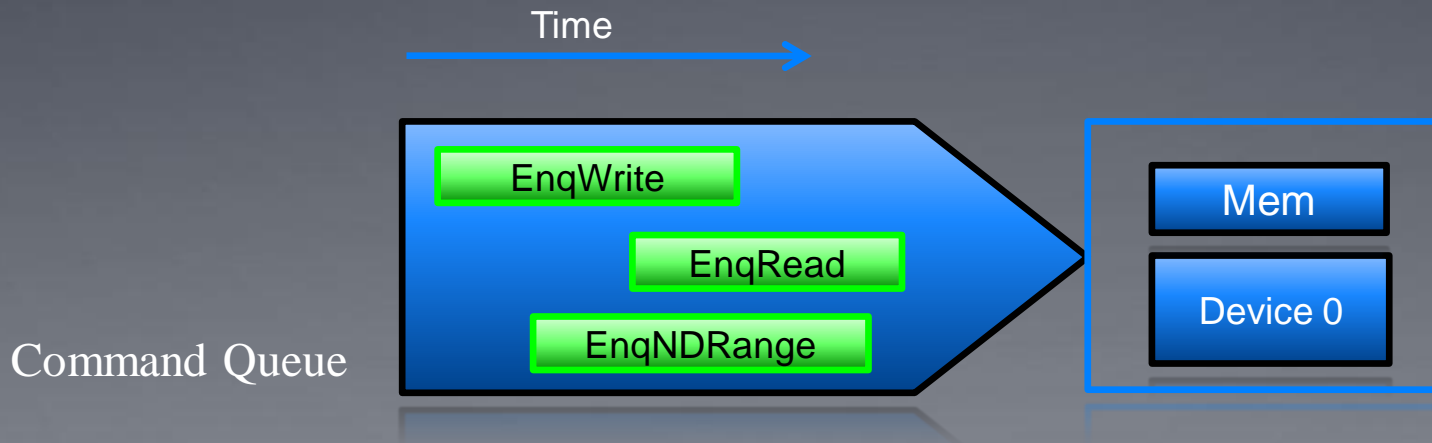 Time
EnqWrite
EnqRead
EnqNDRange
Command Queue
Mem
Device 0